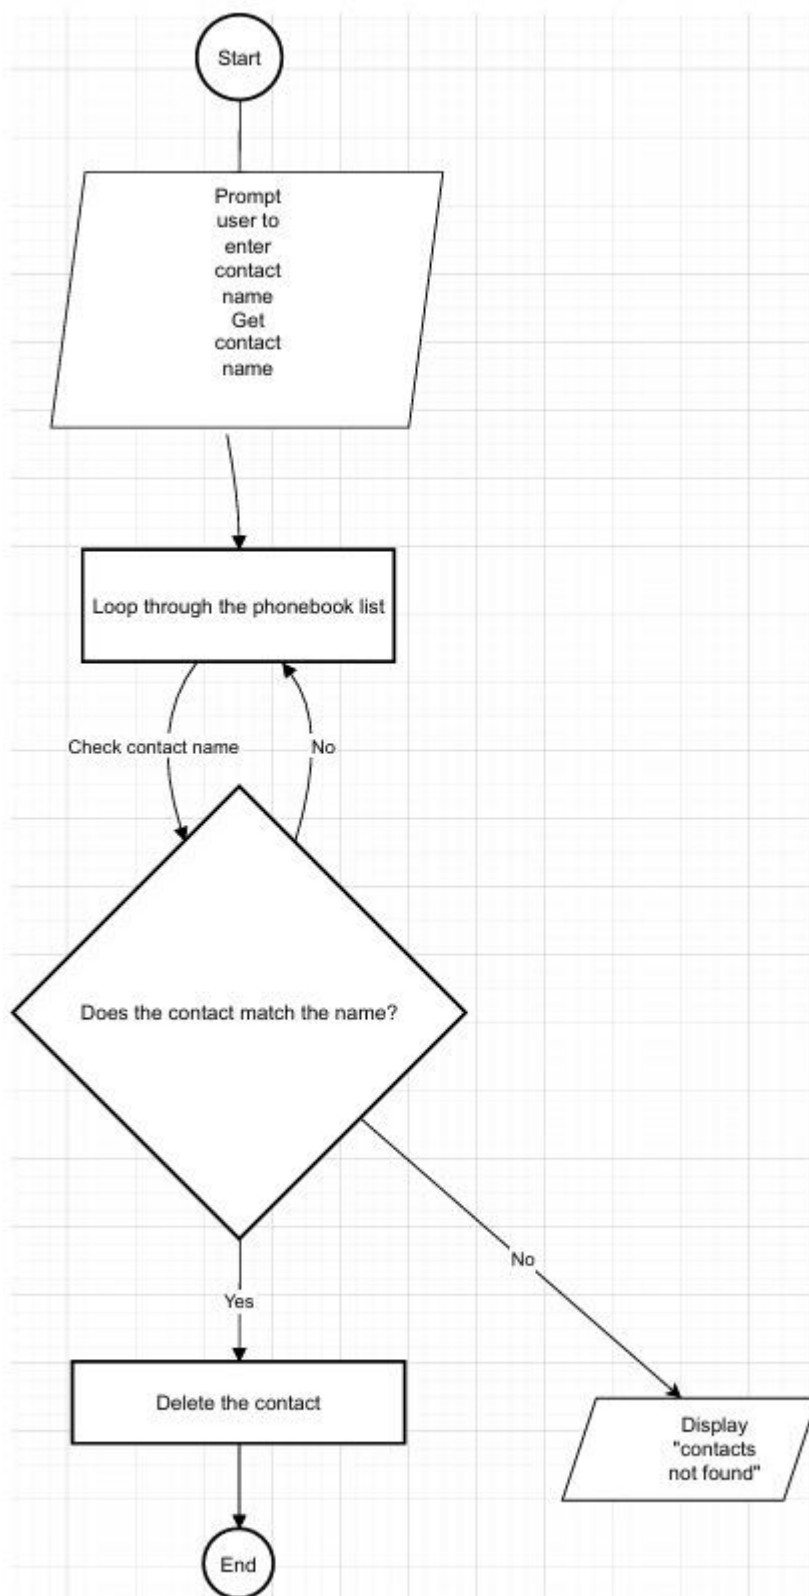 Start
Prompt
user to
enter
contact
name
Get
contact
name
Loop through the phonebook list
Check contact name
No
Does the contact match the name?
No
Yes
Delete the contact
Display
"contacts
not found"
End